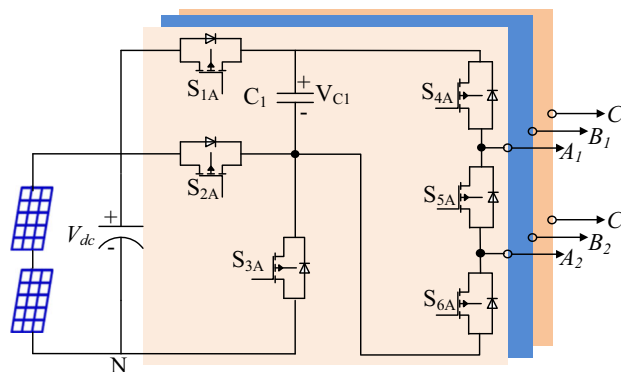 S1A
C1
+
VC1
-
S4A
C
B1
A1
S2A
S5A
+
Vdc
-
S3A
C
B2
A2
S6A
N